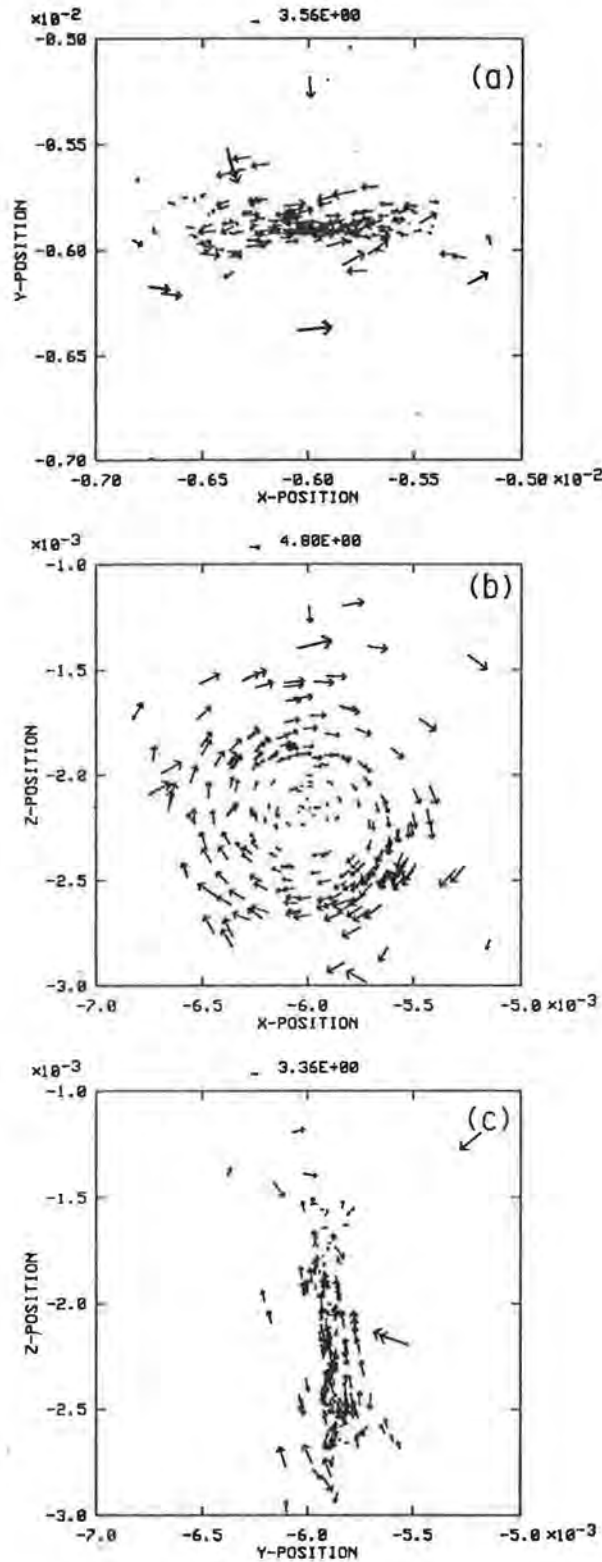 ×10⁻² 3.56E+00
-0.50
(a)
-0.55
Y-POSITION
-0.60
-0.65
-0.70
-0.70 -0.65 -0.60 -0.55 -0.50 ×10⁻²
X-POSITION
×10⁻³ 4.80E+00
-1.0
(b)
-1.5
Z-POSITION
-2.0
-2.5
-3.0
-7.0 -6.5 -6.0 -5.5 -5.0 ×10⁻³
X-POSITION
×10⁻³ 3.36E+00
-1.0
(c)
-1.5
Z-POSITION
-2.0
-2.5
-3.0
-7.0 -6.5 -6.0 -5.5 -5.0 ×10⁻³
Y-POSITION